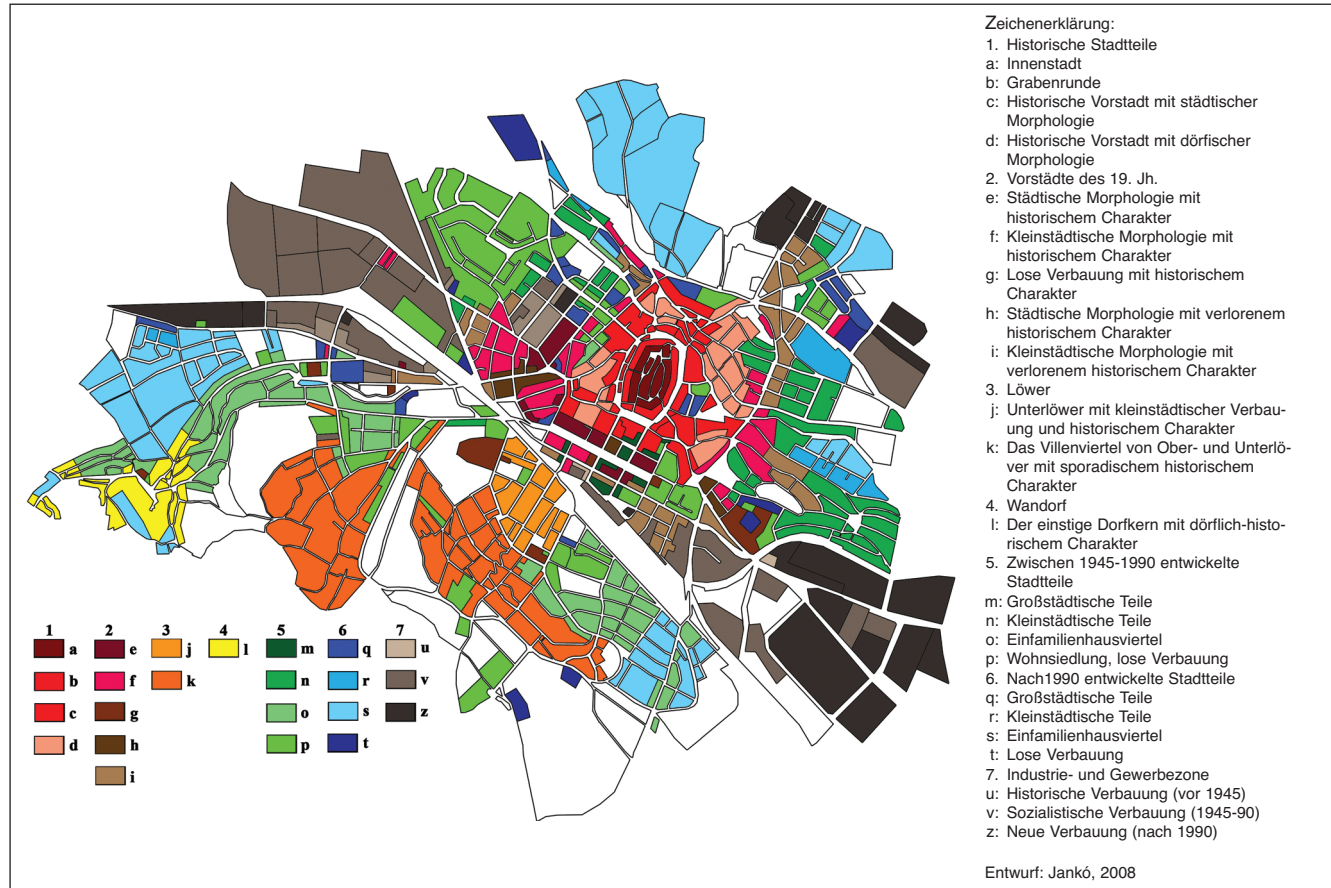 Zeichenerklärung:
1. Historische Stadtteile
a: Innenstadt
b: Grabenrunde
c: Historische Vorstadt mit städtischer
Morphologie
d: Historische Vorstadt mit dörfischer
Morphologie
2. Vorstädte des 19. Jh.
e: Städtische Morphologie mit
historischem Charakter
f: Kleinstädtische Morphologie mit
historischem Charakter
g: Lose Verbauung mit historischem
Charakter
h: Städtische Morphologie mit verlorenem
historischem Charakter
i: Kleinstädtische Morphologie mit
verlorenem historischem Charakter
3. Löwer
j: Unterlöwer mit kleinstädtischer Verbau-
ung und historischem Charakter
k: Das Villenviertel von Ober- und Unterlö-
ver mit sporadischem historischem
Charakter
4. Wandorf
l: Der einstige Dorfkern mit dörflich-histo-
rischem Charakter
5. Zwischen 1945-1990 entwickelte
Stadtteile
m: Großstädtische Teile
n: Kleinstädtische Teile
o: Einfamilienhausviertel
p: Wohnsiedlung, lose Verbauung
6. Nach1990 entwickelte Stadtteile
q: Großstädtische Teile
r: Kleinstädtische Teile
s: Einfamilienhausviertel
t: Lose Verbauung
7. Industrie- und Gewerbezone
u: Historische Verbauung (vor 1945)
v: Sozialistische Verbauung (1945-90)
z: Neue Verbauung (nach 1990)
Entwurf: Jankó, 2008
1 2 3 4 5 6 7
a e j l m q u
b f k n r v
c g o s z
d h p t
i